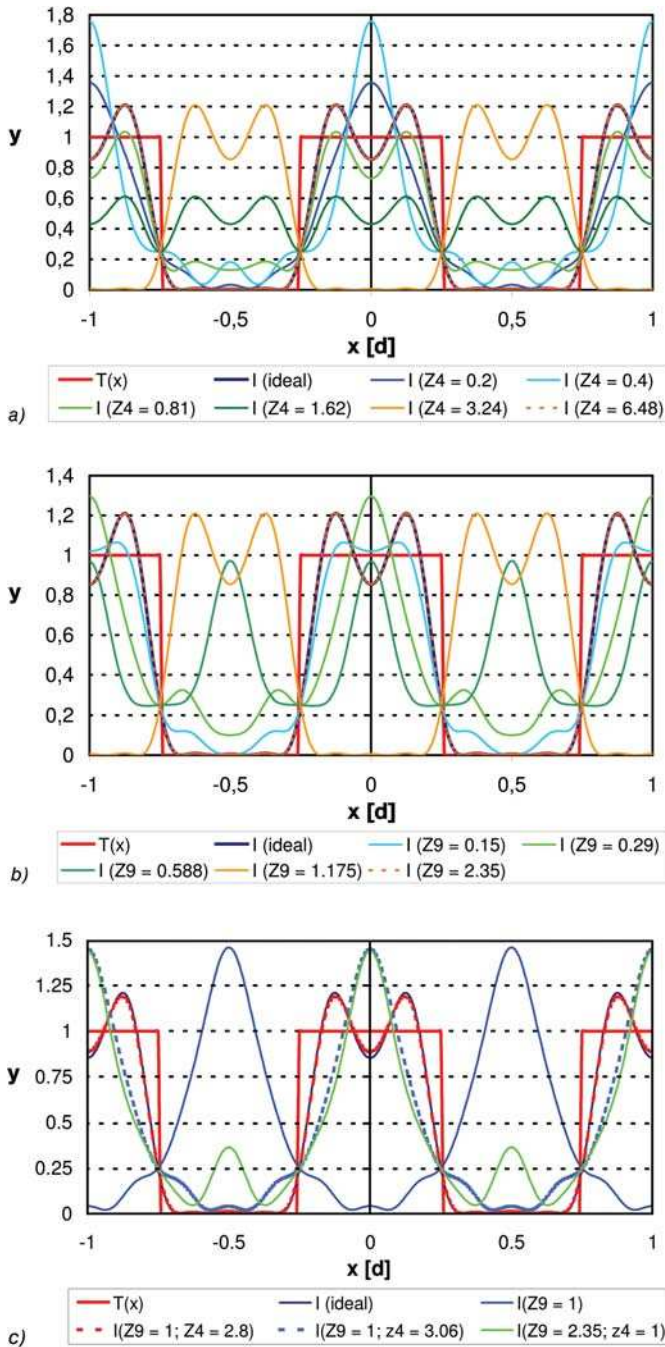 1,8
1,6
1,4
1,2
y
1
0,8
0,6
0,4
0,2
0
-1 -0,5 0 0,5 1
x [d]
T(x) I (ideal) I (Z4 = 0.2) I (Z4 = 0.4)
I (Z4 = 0.81) I (Z4 = 1.62) I (Z4 = 3.24) I (Z4 = 6.48)
a)
1,4
1,2
1
y
0,8
0,6
0,4
0,2
0
-1 -0,5 0 0,5 1
x [d]
T(x) I (ideal) I (Z9 = 0.15) I (Z9 = 0.29)
I (Z9 = 0.588) I (Z9 = 1.175) I (Z9 = 2.35)
b)
1.5
1.25
1
y
0.75
0.5
0.25
0
-1 -0.5 0 0.5 1
x [d]
T(x) I (ideal) I(Z9 = 1)
I(Z9 = 1; Z4 = 2.8) I(Z9 = 1; z4 = 3.06) I(Z9 = 2.35; z4 = 1)
c)